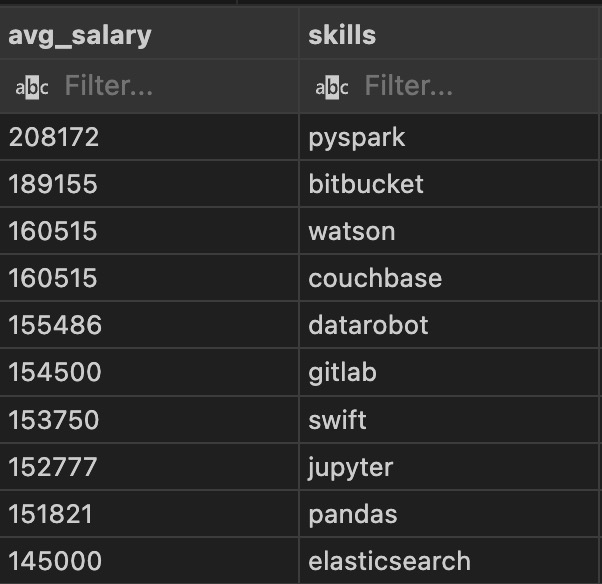 avg_salary skills
abc Filter... abc Filter...
208172 pyspark
189155 bitbucket
160515 watson
160515 couchbase
155486 datarobot
154500 gitlab
153750 swift
152777 jupyter
151821 pandas
145000 elasticsearch